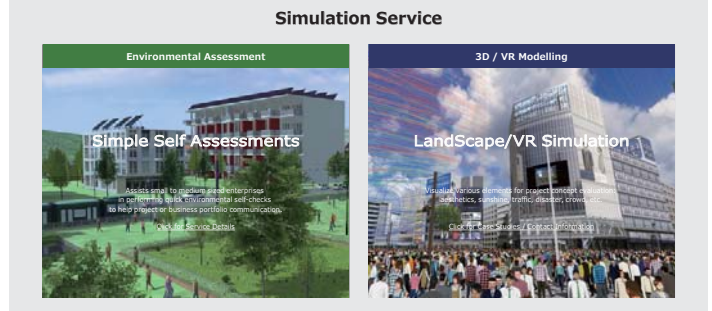 Simulation Service
Environmental Assessment
Simple Self Assessments
Assists small to medium sized enterprises
in performing quick environmental self-checks
to help project or business portfolio communication.
Click for Service Details
3D / VR Modelling
LandScape/VR Simulation
Visualize Various elements for project concept evaluation:
aesthetics, sunshine, traffic, disaster, crowd, etc.
Click for Case Studies / Contact Information